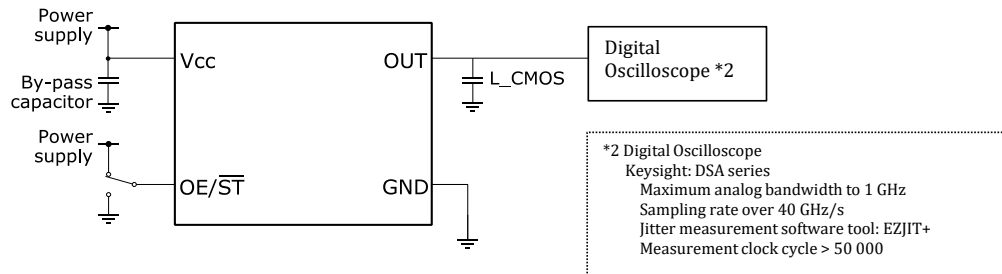 Power
supply
Vcc
OUT
By-pass
capacitor
L_CMOS
Digital
Oscilloscope *2
Power
supply
OE/S̅T̅
GND
*2 Digital Oscilloscope
Keysight: DSA series
Maximum analog bandwidth to 1 GHz
Sampling rate over 40 GHz/s
Jitter measurement software tool: EZJIT+
Measurement clock cycle > 50 000